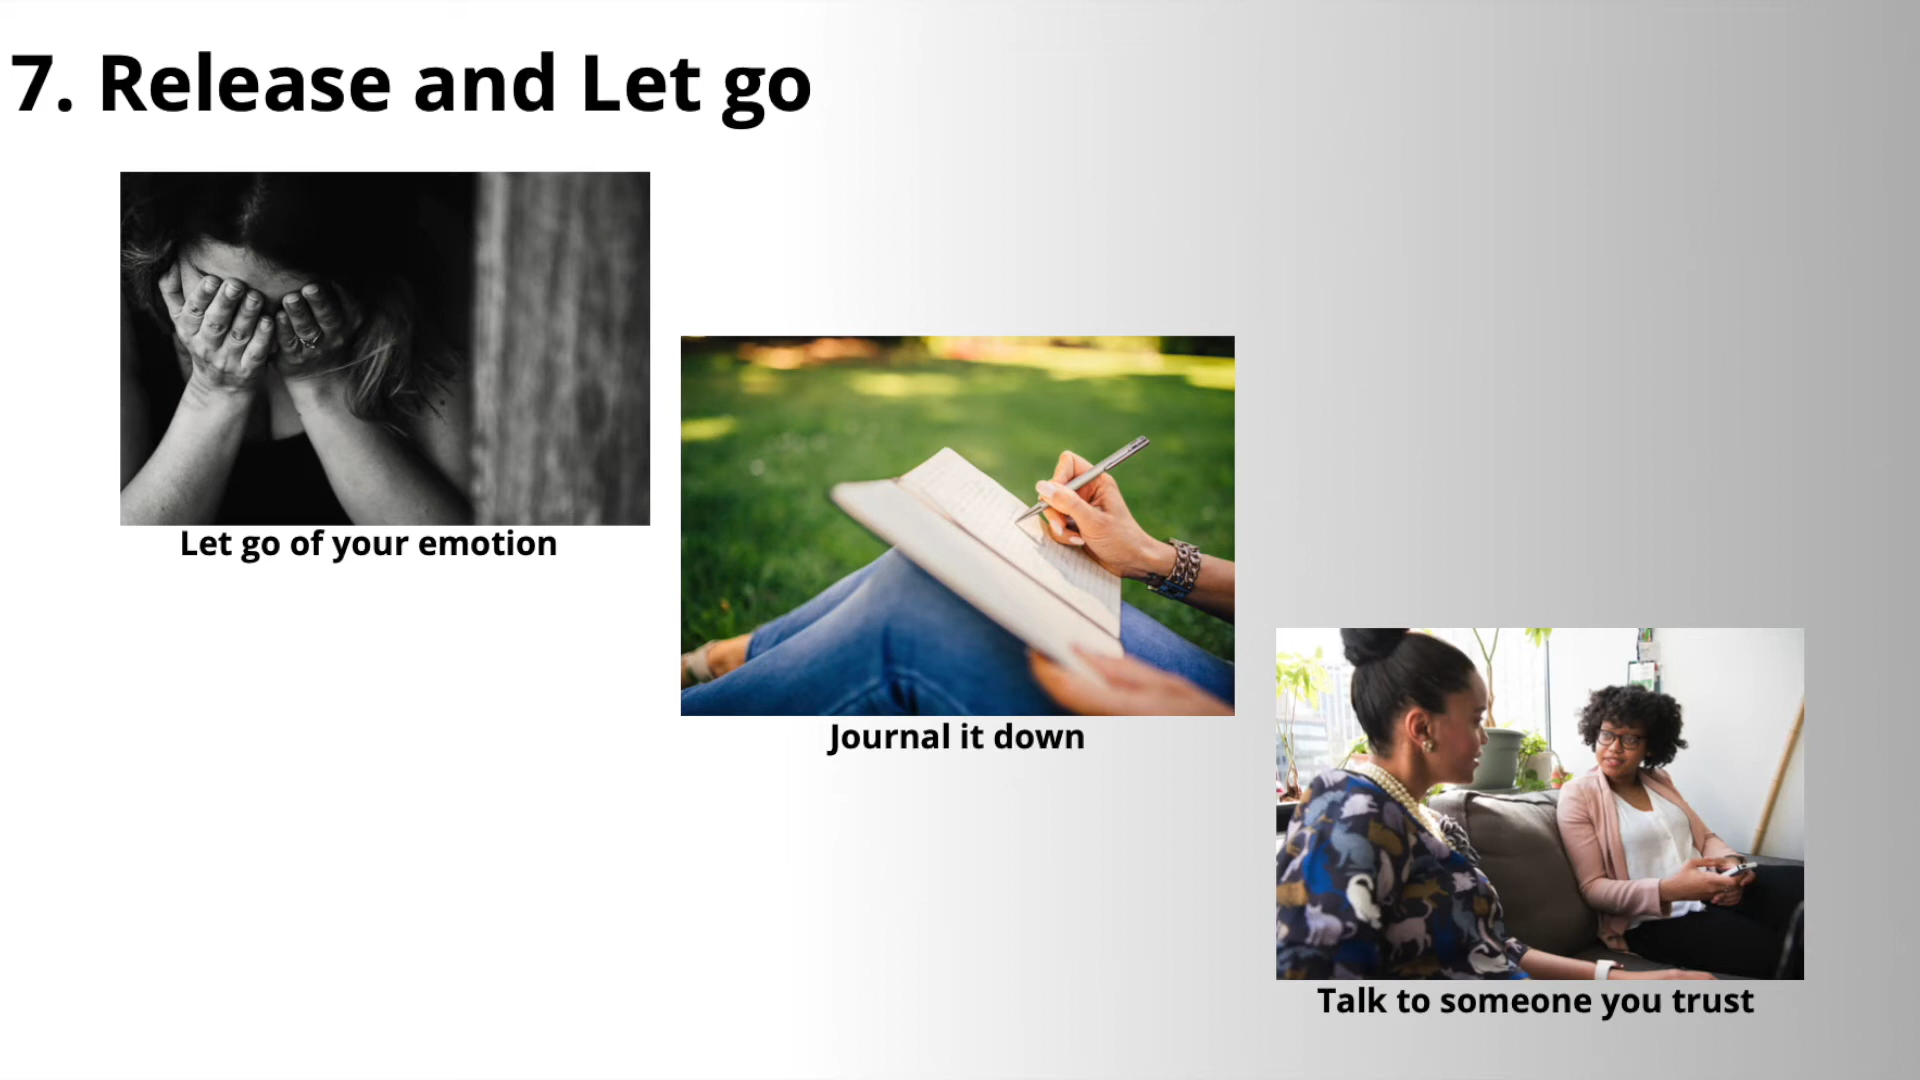 7. Release and Let go
Let go of your emotion
Journal it down
Talk to someone you trust